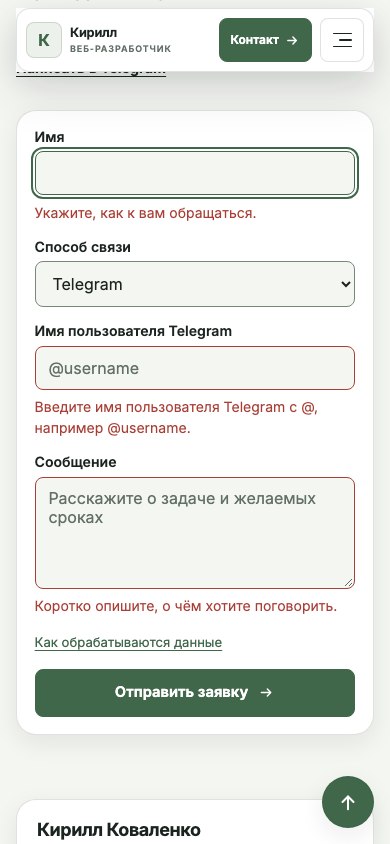 К
Кирилл
ВЕБ-РАЗРАБОТЧИК
Контакт →
Написать в Telegram
Имя
Укажите, как к вам обращаться.
Способ связи
Telegram
Имя пользователя Telegram
@username
Введите имя пользователя Telegram с @,
например @username.
Сообщение
Расскажите о задаче и желаемых
сроках
Коротко опишите, о чём хотите поговорить.
Как обрабатываются данные
Отправить заявку →
Кирилл Коваленко